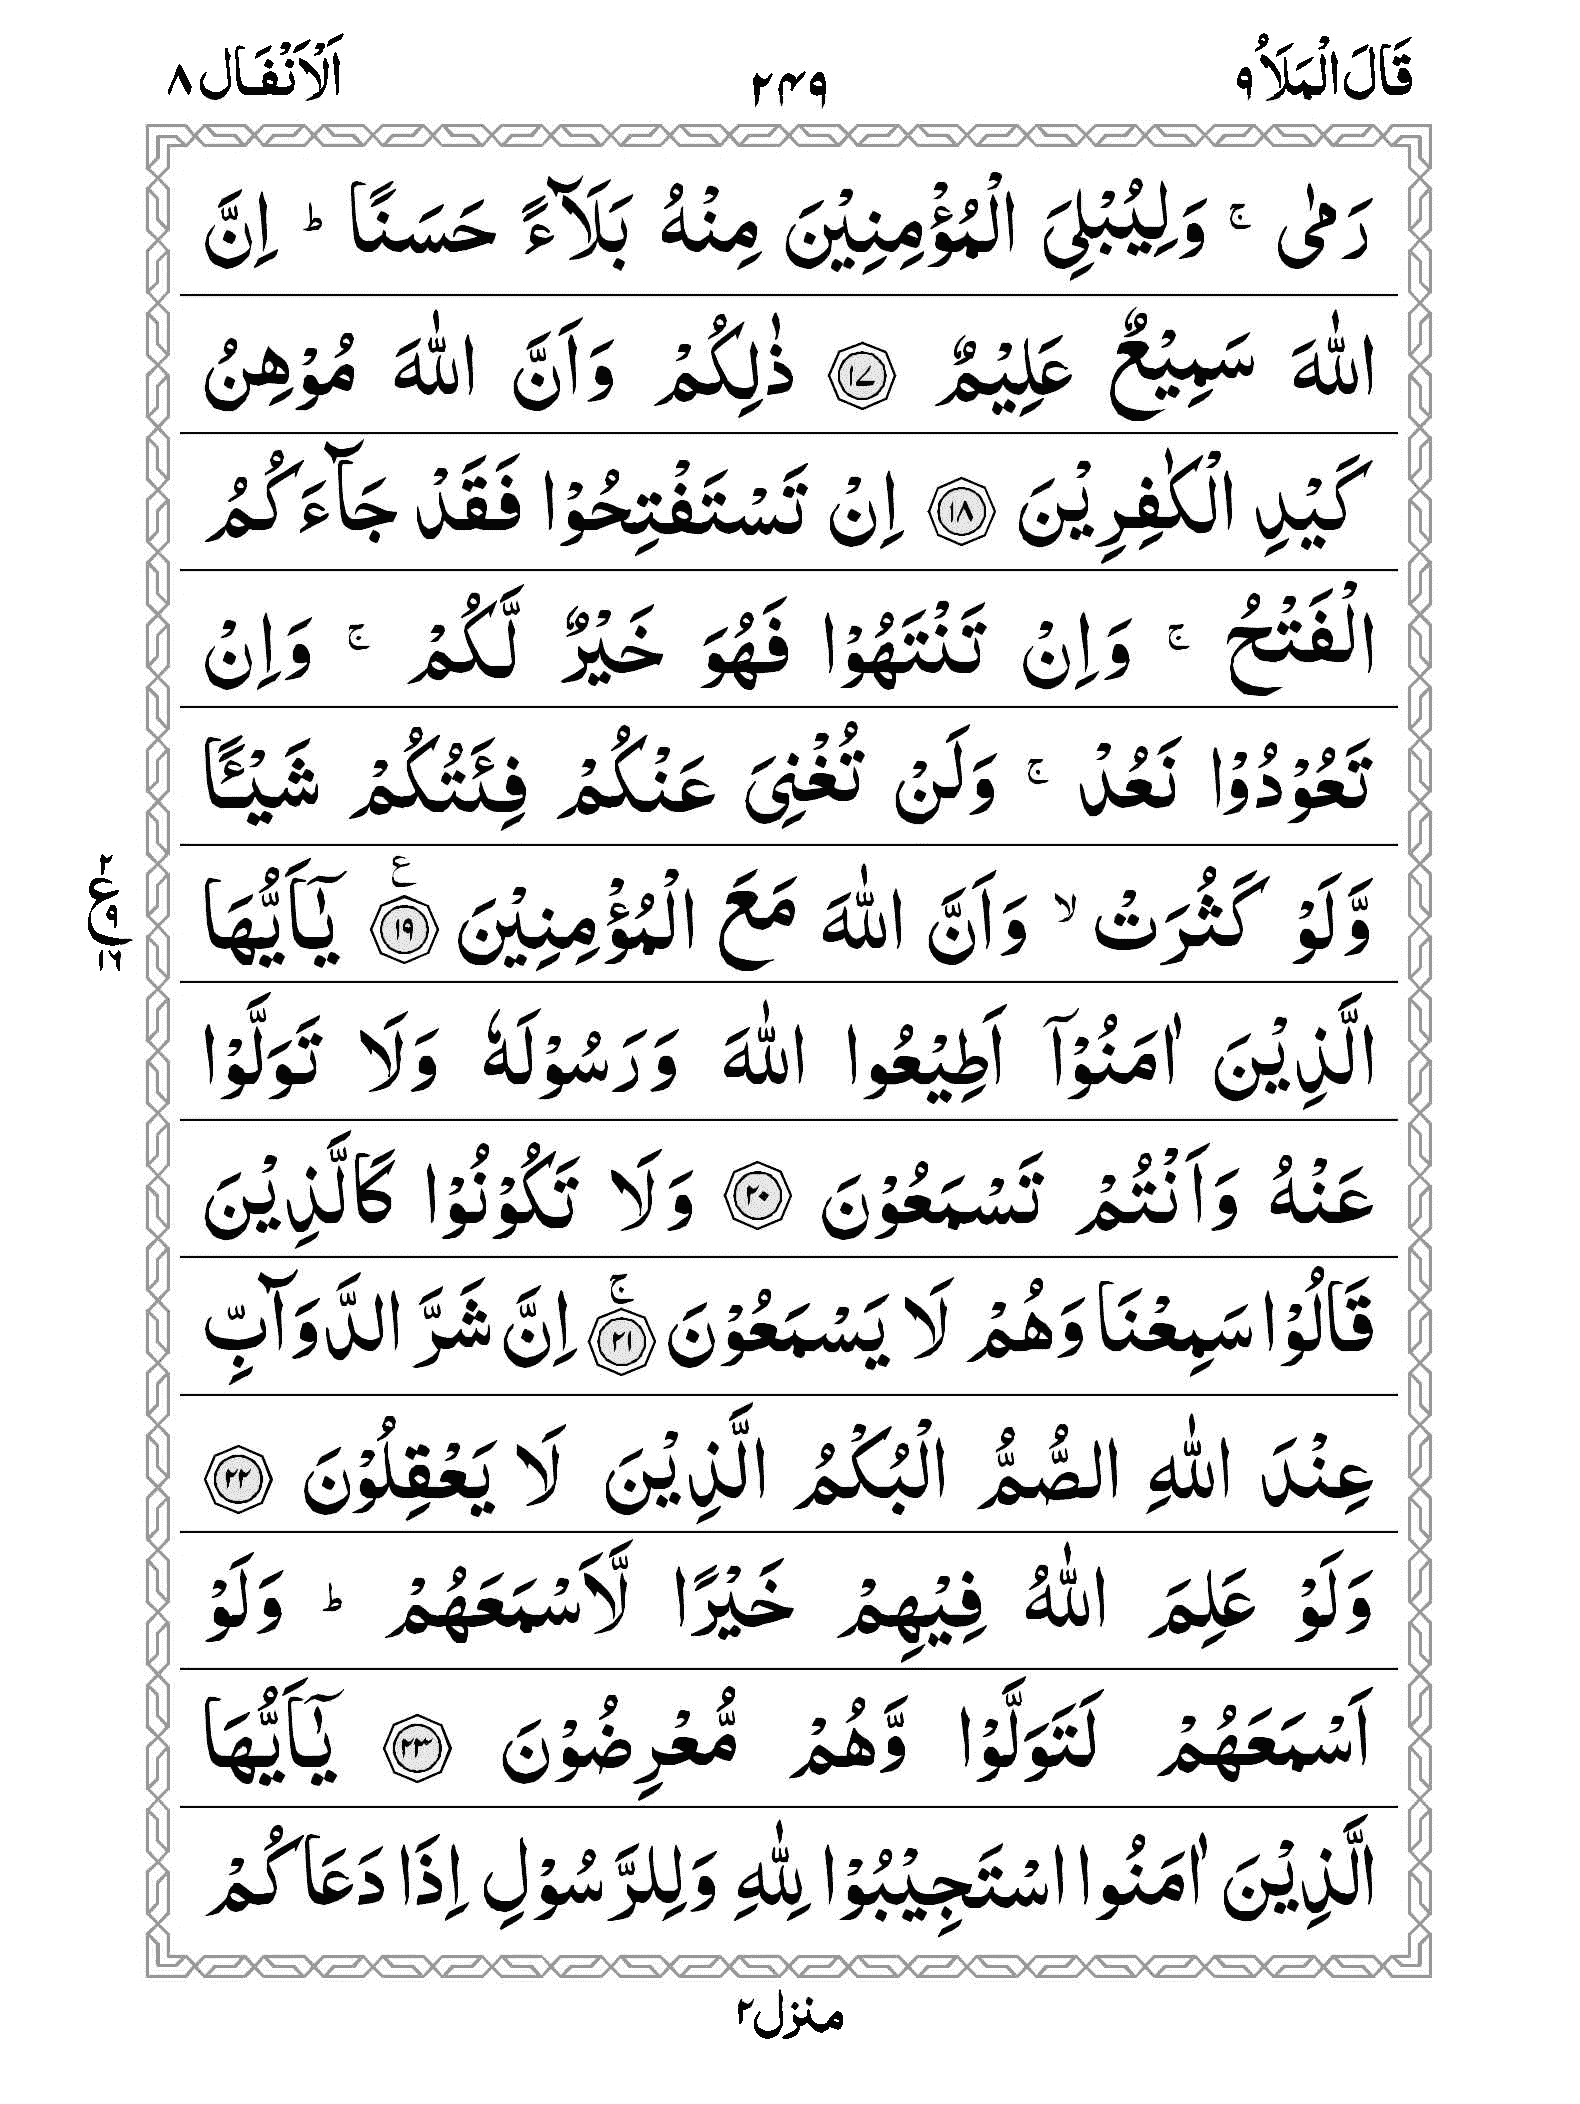 قَالَ الْمَلَاُ ٩ ٢٤٩ اَلْاَنْفَال ٨
رَمٰى ۚ وَلِيُبْلِىَ الْمُؤْمِنِيْنَ مِنْهُ بَلَآءً حَسَنًا ؕ اِنَّ
اللّٰهَ سَمِيْعٌ عَلِيْمٌ ۝١٧ ذٰلِكُمْ وَاَنَّ اللّٰهَ مُوْهِنُ
كَيْدِ الْكٰفِرِيْنَ ۝١٨ اِنْ تَسْتَفْتِحُوْا فَقَدْ جَآءَكُمُ
الْفَتْحُ ۚ وَاِنْ تَنْتَهُوْا فَهُوَ خَيْرٌ لَّكُمْ ۚ وَاِنْ
تَعُوْدُوْا نَعُدْ ۚ وَلَنْ تُغْنِىَ عَنْكُمْ فِئَتُكُمْ شَيْـًٔا
وَّلَوْ كَثُرَتْ ۙ وَاَنَّ اللّٰهَ مَعَ الْمُؤْمِنِيْنَ ۝١٩ ع يٰۤاَيُّهَا
٢ ع ٩ ١٦
الَّذِيْنَ اٰمَنُوْۤا اَطِيْعُوا اللّٰهَ وَرَسُوْلَهٗ وَلَا تَوَلَّوْا
عَنْهُ وَاَنْتُمْ تَسْمَعُوْنَ ۝٢٠ وَلَا تَكُوْنُوْا كَالَّذِيْنَ
قَالُوْا سَمِعْنَا وَهُمْ لَا يَسْمَعُوْنَ ۝٢١ ۚ اِنَّ شَرَّ الدَّوَآبِّ
عِنْدَ اللّٰهِ الصُّمُّ الْبُكْمُ الَّذِيْنَ لَا يَعْقِلُوْنَ ۝٢٢
وَلَوْ عَلِمَ اللّٰهُ فِيْهِمْ خَيْرًا لَّاَسْمَعَهُمْ ؕ وَلَوْ
اَسْمَعَهُمْ لَتَوَلَّوْا وَّهُمْ مُّعْرِضُوْنَ ۝٢٣ يٰۤاَيُّهَا
الَّذِيْنَ اٰمَنُوا اسْتَجِيْبُوْا لِلّٰهِ وَلِلرَّسُوْلِ اِذَا دَعَاكُمْ
منزل ٢